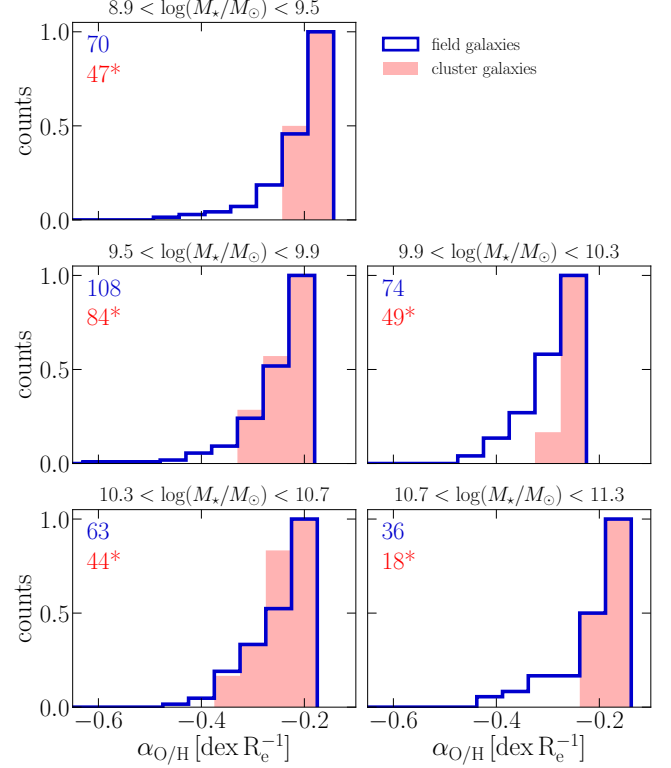 8.9 < log(M⋆/M⊙) < 9.5
1.0
0.5
0.0
counts
70
47*
field galaxies
cluster galaxies
9.5 < log(M⋆/M⊙) < 9.9
1.0
0.5
0.0
counts
108
84*
9.9 < log(M⋆/M⊙) < 10.3
74
49*
10.3 < log(M⋆/M⊙) < 10.7
1.0
0.5
0.0
counts
63
44*
−0.6 −0.4 −0.2
α_O/H [dex R_e^−1]
10.7 < log(M⋆/M⊙) < 11.3
36
18*
−0.6 −0.4 −0.2
α_O/H [dex R_e^−1]